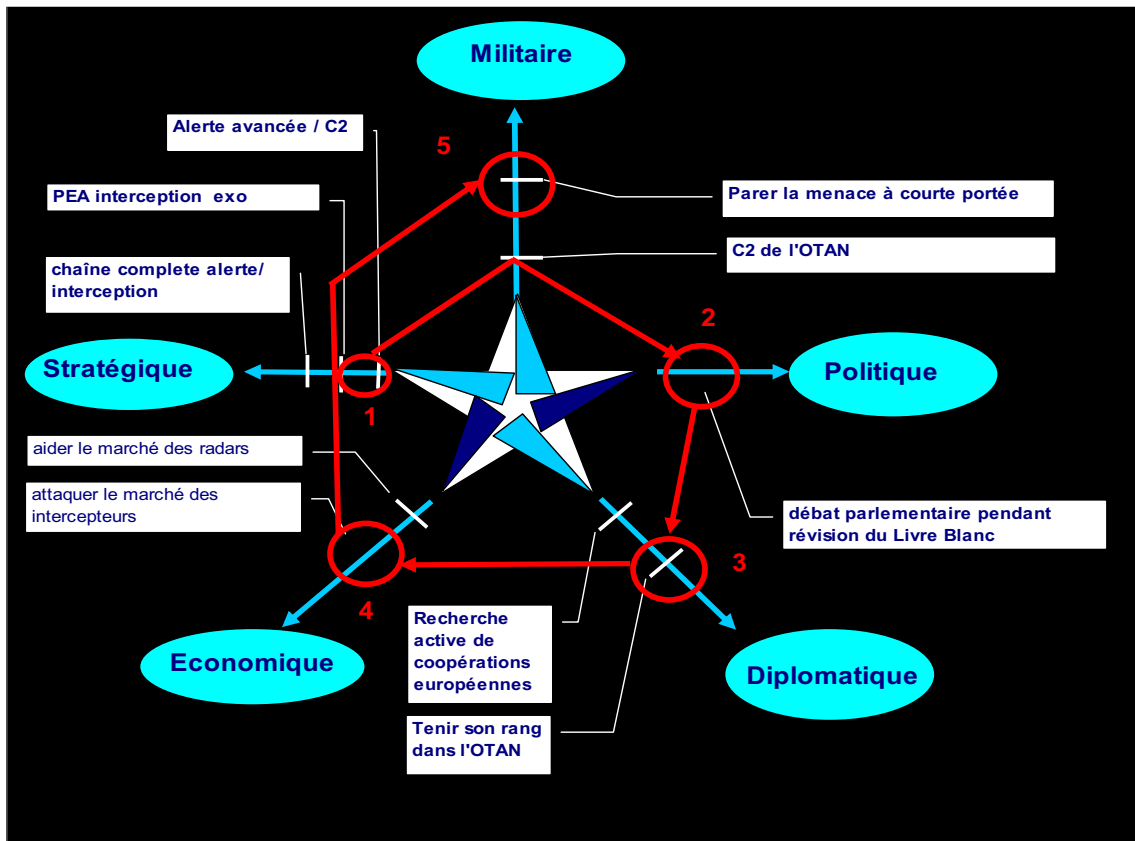 Militaire
Alerte avancée / C2
5
PEA interception exo
Parer la menace à courte portée
C2 de l'OTAN
chaîne complete alerte/
interception
2
Stratégique
Politique
1
aider le marché des radars
attaquer le marché des
intercepteurs
débat parlementaire pendant
révision du Livre Blanc
3
4
Recherche
active de
coopérations
européennes
Economique
Diplomatique
Tenir son rang
dans l'OTAN